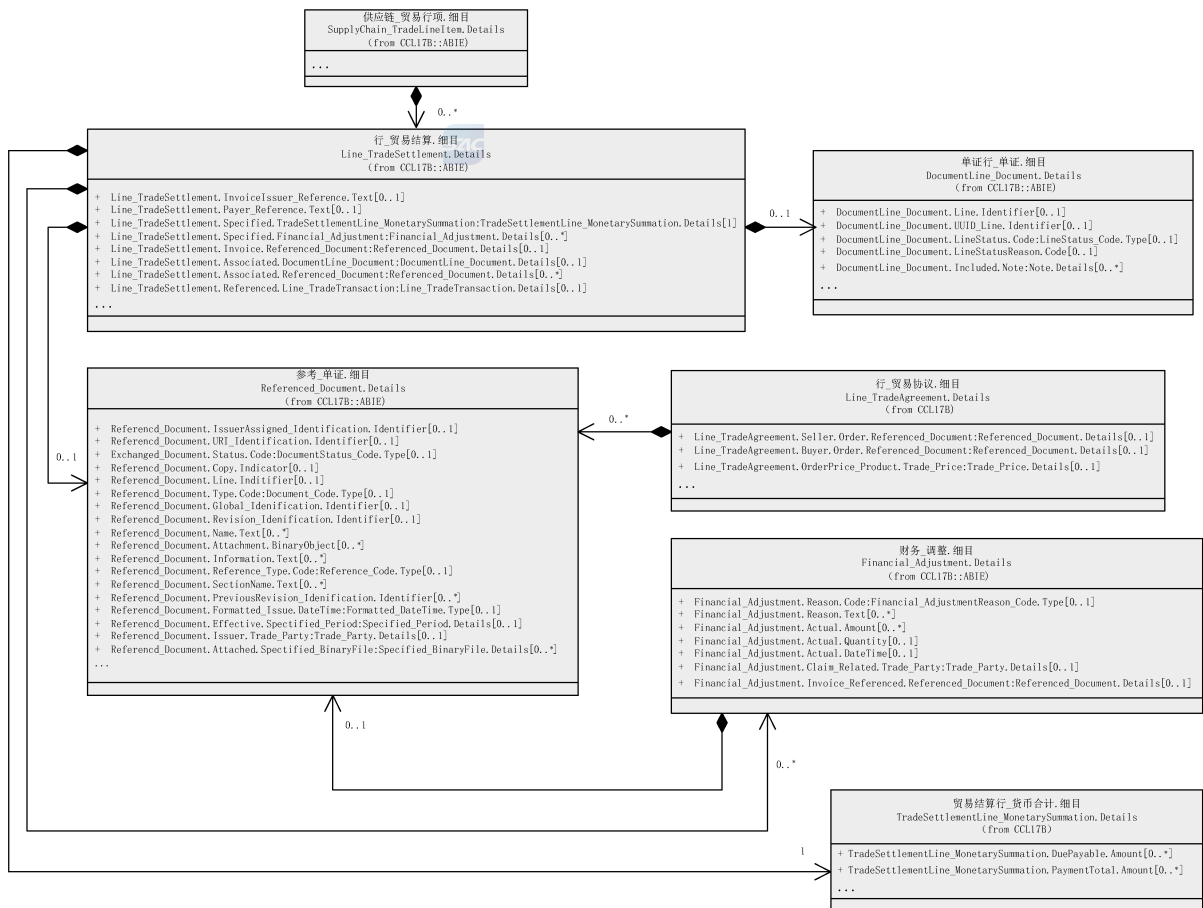 供应链_贸易行项.细目
SupplyChain_TradeLineItem.Details
(from CCL17B::ABIE)
...
0..*
行_贸易结算.细目
Line_TradeSettlement.Details
(from CCL17B::ABIE)
+ Line_TradeSettlement.InvoiceIssuer_Reference.Text[0..1]
+ Line_TradeSettlement.Payer_Reference.Text[0..1]
+ Line_TradeSettlement.Specified.TradeSettlementLine_MonetarySummation:TradeSettlementLine_MonetarySummation.Details[1]
+ Line_TradeSettlement.Specified.Financial_Adjustment:Financial_Adjustment.Details[0..*]
+ Line_TradeSettlement.Invoice.Referenced_Document:Referenced_Document.Details[0..1]
+ Line_TradeSettlement.Associated.DocumentLine_Document:DocumentLine_Document.Details[0..1]
+ Line_TradeSettlement.Associated.Referenced_Document:Referenced_Document.Details[0..*]
+ Line_TradeSettlement.Referenced.Line_TradeTransaction:Line_TradeTransaction.Details[0..1]
...
0..1
单证行_单证.细目
DocumentLine_Document.Details
(from CCL17B::ABIE)
+ DocumentLine_Document.Line.Identifier[0..1]
+ DocumentLine_Document.UUID_Line.Identifier[0..1]
+ DocumentLine_Document.LineStatus.Code:LineStatus_Code.Type[0..1]
+ DocumentLine_Document.LineStatusReason.Code[0..1]
+ DocumentLine_Document.Included.Note:Note.Details[0..*]
...
0..1
参考_单证.细目
Referenced_Document.Details
(from CCL17B::ABIE)
+ Referencd_Document.IssuerAssigned_Identification.Identifier[0..1]
+ Referencd_Document.URI_Identification.Identifier[0..1]
+ Exchanged_Document.Status.Code:DocumentStatus_Code.Type[0..1]
+ Referencd_Document.Copy.Indicator[0..1]
+ Referencd_Document.Line.Inditifier[0..1]
+ Referencd_Document.Type.Code:Document_Code.Type[0..1]
+ Referencd_Document.Global_Idenification.Identifier[0..1]
+ Referencd_Document.Revision_Idenification.Identifier[0..1]
+ Referencd_Document.Name.Text[0..*]
+ Referencd_Document.Attachment.BinaryObject[0..*]
+ Referencd_Document.Information.Text[0..*]
+ Referencd_Document.Reference_Type.Code:Reference_Code.Type[0..1]
+ Referencd_Document.SectionName.Text[0..*]
+ Referencd_Document.PreviousRevision_Idenification.Identifier[0..*]
+ Referencd_Document.Formatted_Issue.DateTime:Formatted_DateTime.Type[0..1]
+ Referencd_Document.Effective.Spectified_Period:Specified_Period.Details[0..1]
+ Referencd_Document.Issuer.Trade_Party:Trade_Party.Details[0..1]
+ Referencd_Document.Attached.Spectified_BinaryFile:Specified_BinaryFile.Details[0..*]
...
0..*
行_贸易协议.细目
Line_TradeAgreement.Details
(from CCL17B)
+ Line_TradeAgreement.Seller.Order.Referenced_Document:Referenced_Document.Details[0..1]
+ Line_TradeAgreement.Buyer.Order.Referenced_Document:Referenced_Document.Details[0..1]
+ Line_TradeAgreement.OrderPrice_Product.Trade_Price:Trade_Price.Details[0..1]
...
财务_调整.细目
Financial_Adjustment.Details
(from CCL17B::ABIE)
+ Financial_Adjustment.Reason.Code:Financial_AdjustmentReason_Code.Type[0..1]
+ Financial_Adjustment.Reason.Text[0..*]
+ Financial_Adjustment.Actual.Amount[0..*]
+ Financial_Adjustment.Actual.Quantity[0..1]
+ Financial_Adjustment.Actual.DateTime[0..1]
+ Financial_Adjustment.Claim_Related.Trade_Party:Trade_Party.Details[0..1]
+ Financial_Adjustment.Invoice_Referenced.Referenced_Document:Referenced_Document.Details[0..1]
0..1
0..*
贸易结算行_货币合计.细目
TradeSettlementLine_MonetarySummation.Details
(from CCL17B)
+ TradeSettlementLine_MonetarySummation.DuePayable.Amount[0..*]
+ TradeSettlementLine_MonetarySummation.PaymentTotal.Amount[0..*]
...
1